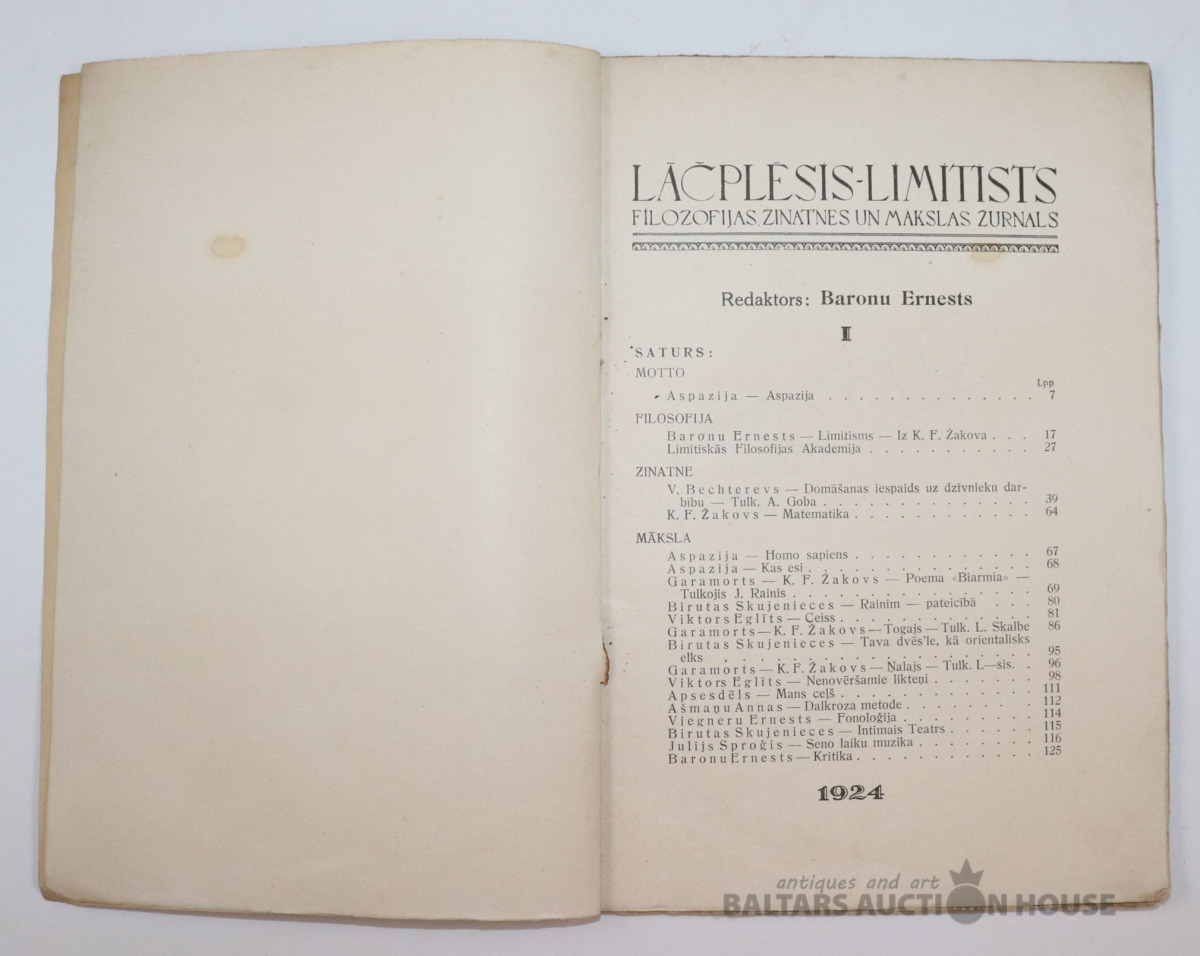 LĀČPLĒSIS-LIMITISTS
FILOZOFIJAS, ZINATNES UN MĀKSLAS ŽURNALS
Redaktors: Baronu Ernests
I
SATURS:
MOTTO
Lpp
Aspazija — Aspazija . . . . . . . . . . . . . . 7
FILOSOFIJA
Baronu Ernests — Limitisms — Iz K. F. Žakova . . . 17
Limitiskās Filosofijas Akademija . . . . . . . . . . . 27
ZINATNE
V. Bechterevs — Domāšanas iespaids uz dzīvnieku dar-
bību — Tulk. A. Goba . . . . . . . . . . . . . . 39
K. F. Žakovs — Matematika . . . . . . . . . . . . 64
MĀKSLA
Aspazija — Homo sapiens . . . . . . . . . . . . 67
Aspazija — Kas esi . . . . . . . . . . . . . . . 68
Garamorts — K. F. Žakovs — Poema «Biarmia» —
Tulkojis J. Rainis . . . . . . . . . . . . . . . . 69
Birutas Skujenieces — Rainim — pateicībā . . . 80
Viktors Eglīts — Ceiss . . . . . . . . . . . . . 81
Garamorts — K. F. Žakovs — Togajs — Tulk. L. Skalbe 86
Birutas Skujenieces — Tava dvēs'le, kā orientalisks
elks . . . . . . . . . . . . . . . . . . . . 95
Garamorts — K. F. Žakovs — Nalajs — Tulk. L—sis. . 96
Viktors Eglīts — Nenovēršamie likteņi . . . . . . . 98
Apsesdēls — Mans ceļš . . . . . . . . . . . . . 111
Ašmaņu Annas — Dalkroza metode . . . . . . . . . 112
Viegneru Ernests — Fonoloģija . . . . . . . . . 114
Birutas Skujenieces — Intimais Teatrs . . . . . . 115
Julijs Sproģis — Seno laiku muzika . . . . . . . . 116
Baronu Ernests — Kritika . . . . . . . . . . . . 125
1924
antiques and art
BALTARS AUCTION HOUSE